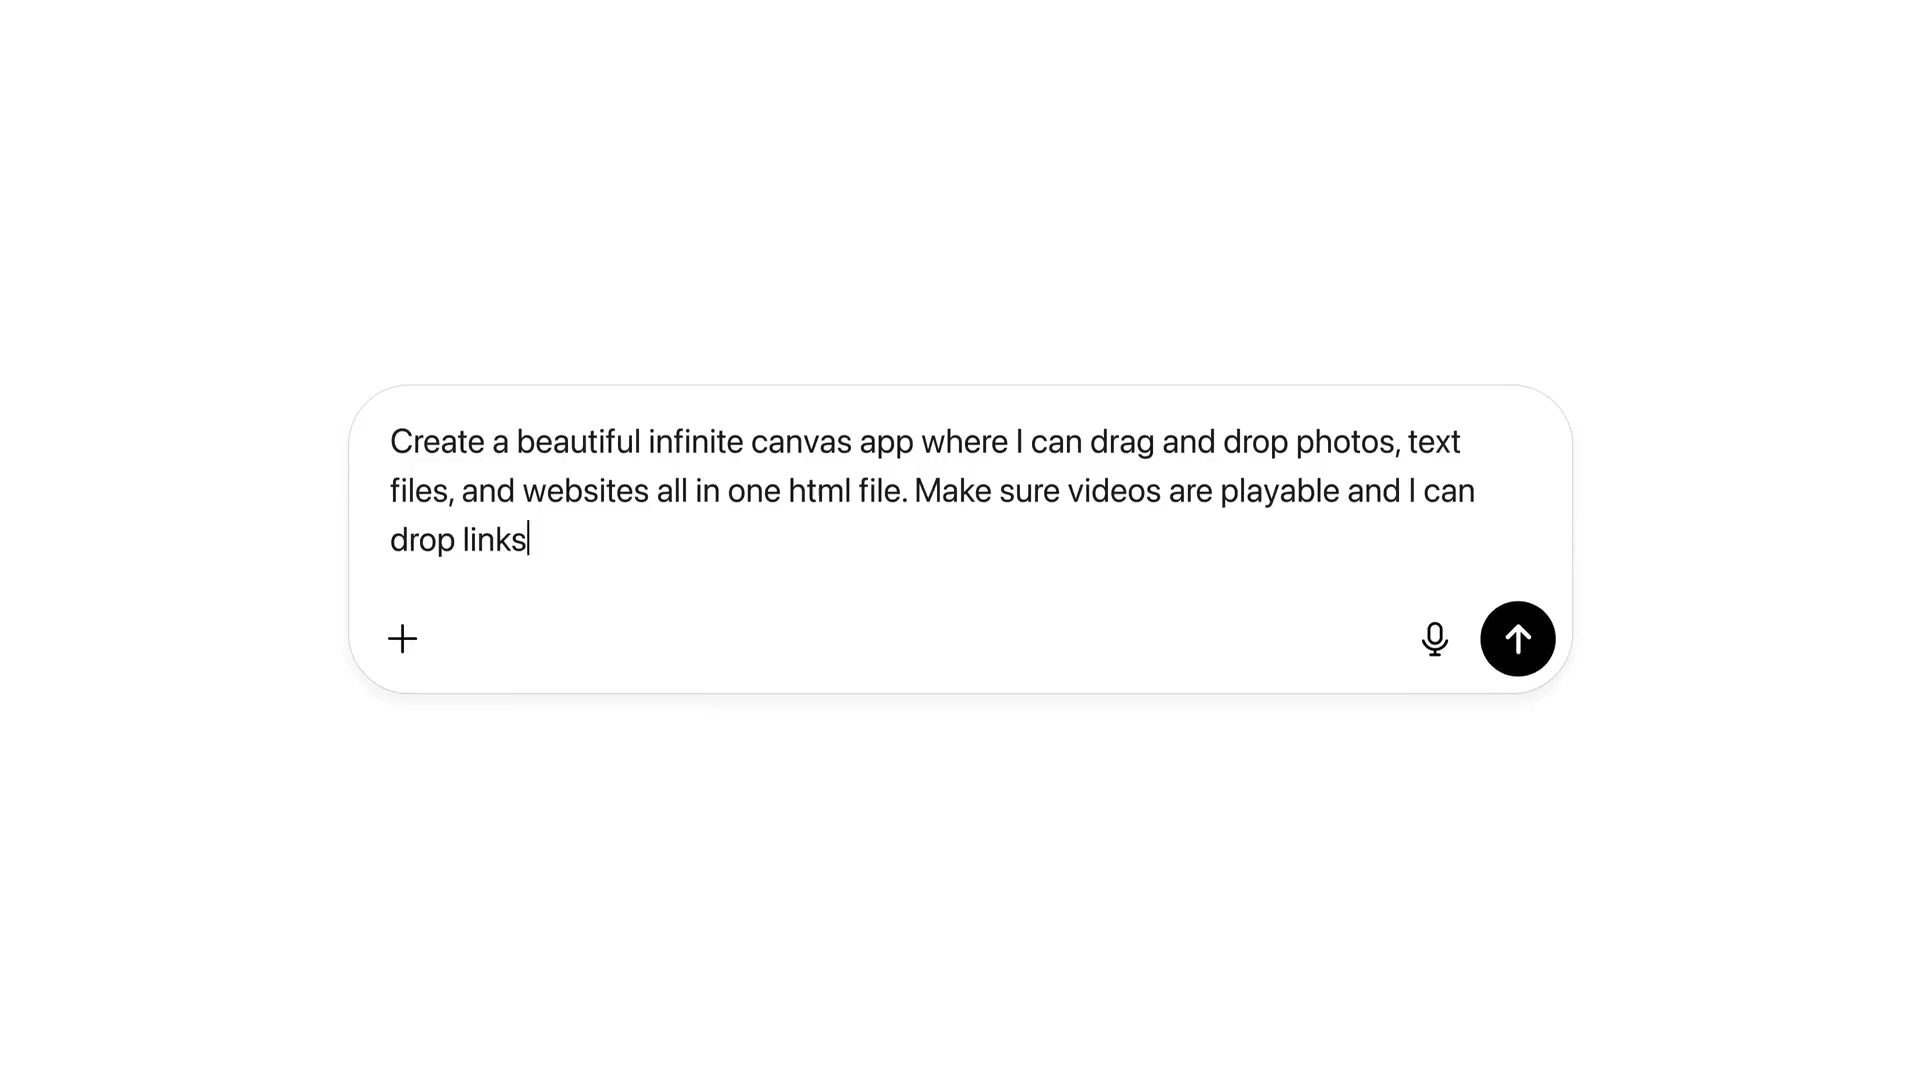 Create a beautiful infinite canvas app where I can drag and drop photos, text
files, and websites all in one html file. Make sure videos are playable and I can
drop links